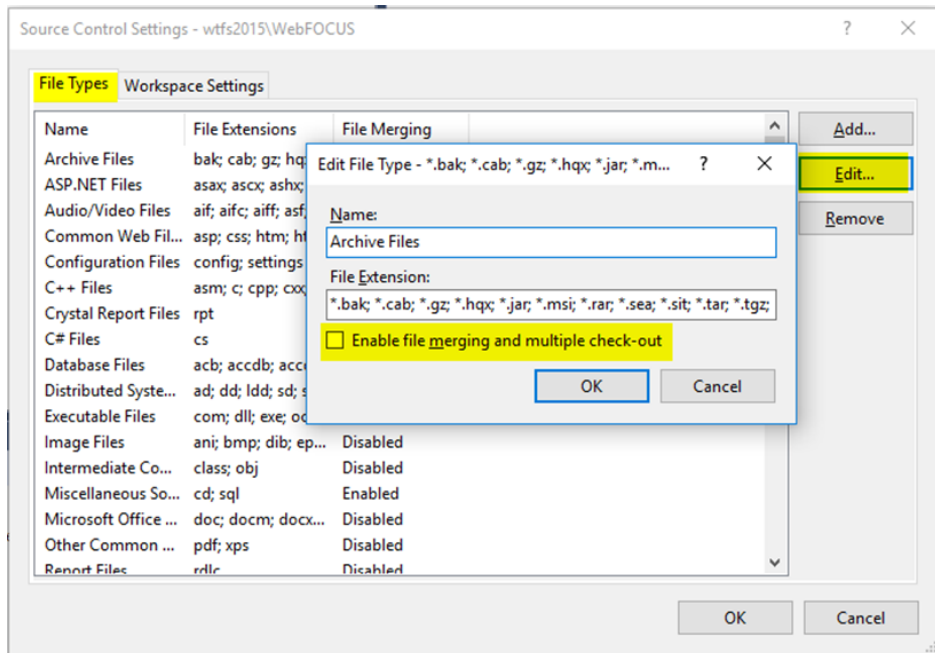 Source Control Settings - wtfs2015\WebFOCUS
File Types Workspace Settings
Name File Extensions File Merging
Add...
Archive Files bak; cab; gz; hq
Edit File Type - *.bak; *.cab; *.gz; *.hqx; *.jar; *.m...
Edit...
ASP.NET Files asax; ascx; ashx;
Audio/Video Files aif; aifc; aiff; asf,
Name:
Remove
Common Web Fil... asp; css; htm; ht
Archive Files
Configuration Files config; settings
File Extension:
C++ Files asm; c; cpp; cxx
*.bak; *.cab; *.gz; *.hqx; *.jar; *.msi; *.rar; *.sea; *.sit; *.tar; *.tgz;
Crystal Report Files rpt
C# Files cs
Enable file merging and multiple check-out
Database Files acb; accdb; acc
Distributed Syste... ad; dd; ldd; sd; s
OK Cancel
Executable Files com; dll; exe; oc
Image Files ani; bmp; dib; ep... Disabled
Intermediate Co... class; obj Disabled
Miscellaneous So... cd; sql Enabled
Microsoft Office ... doc; docm; docx... Disabled
Other Common ... pdf; xps Disabled
Report Files rdlc Disabled
OK Cancel